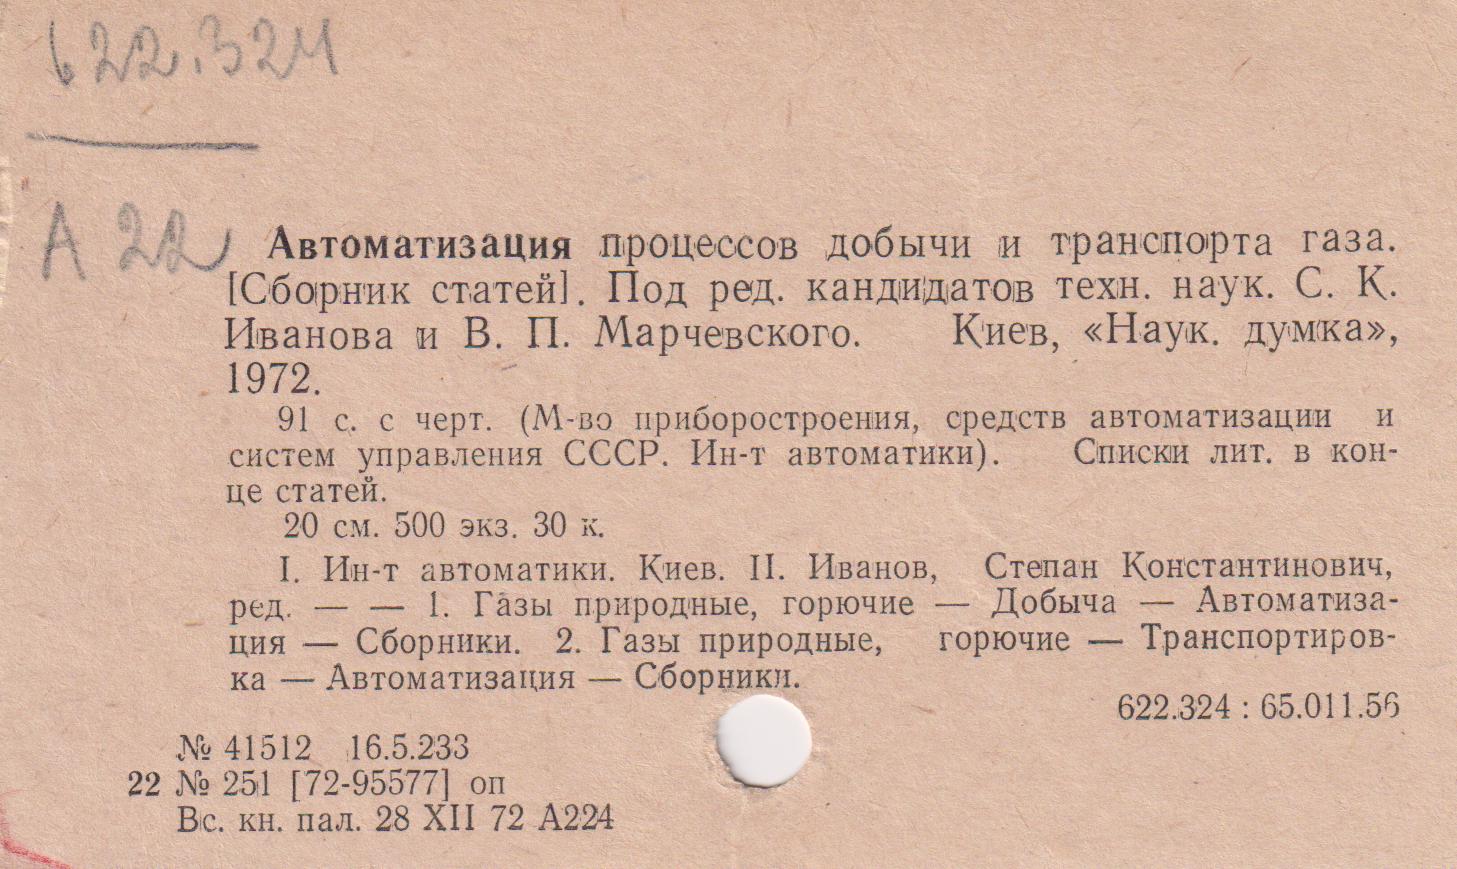 622.324
А 22
Автоматизация процессов добычи и транспорта газа.
[Сборник статей]. Под ред. кандидатов техн. наук. С. К.
Иванова и В. П. Марчевского. Киев, «Наук. думка»,
1972.
91 с. с черт. (М-во приборостроения, средств автоматизации и
систем управления СССР. Ин-т автоматики). Списки лит. в кон-
це статей.
20 см. 500 экз. 30 к.
I. Ин-т автоматики. Киев. II. Иванов, Степан Константинович,
ред. — — 1. Газы природные, горючие — Добыча — Автоматиза-
ция — Сборники. 2. Газы природные, горючие — Транспортиров-
ка — Автоматизация — Сборники.
622.324 : 65.011.56
№ 41512 16.5.233
22 № 251 [72-95577] оп
Вс. кн. пал. 28 XII 72 А224